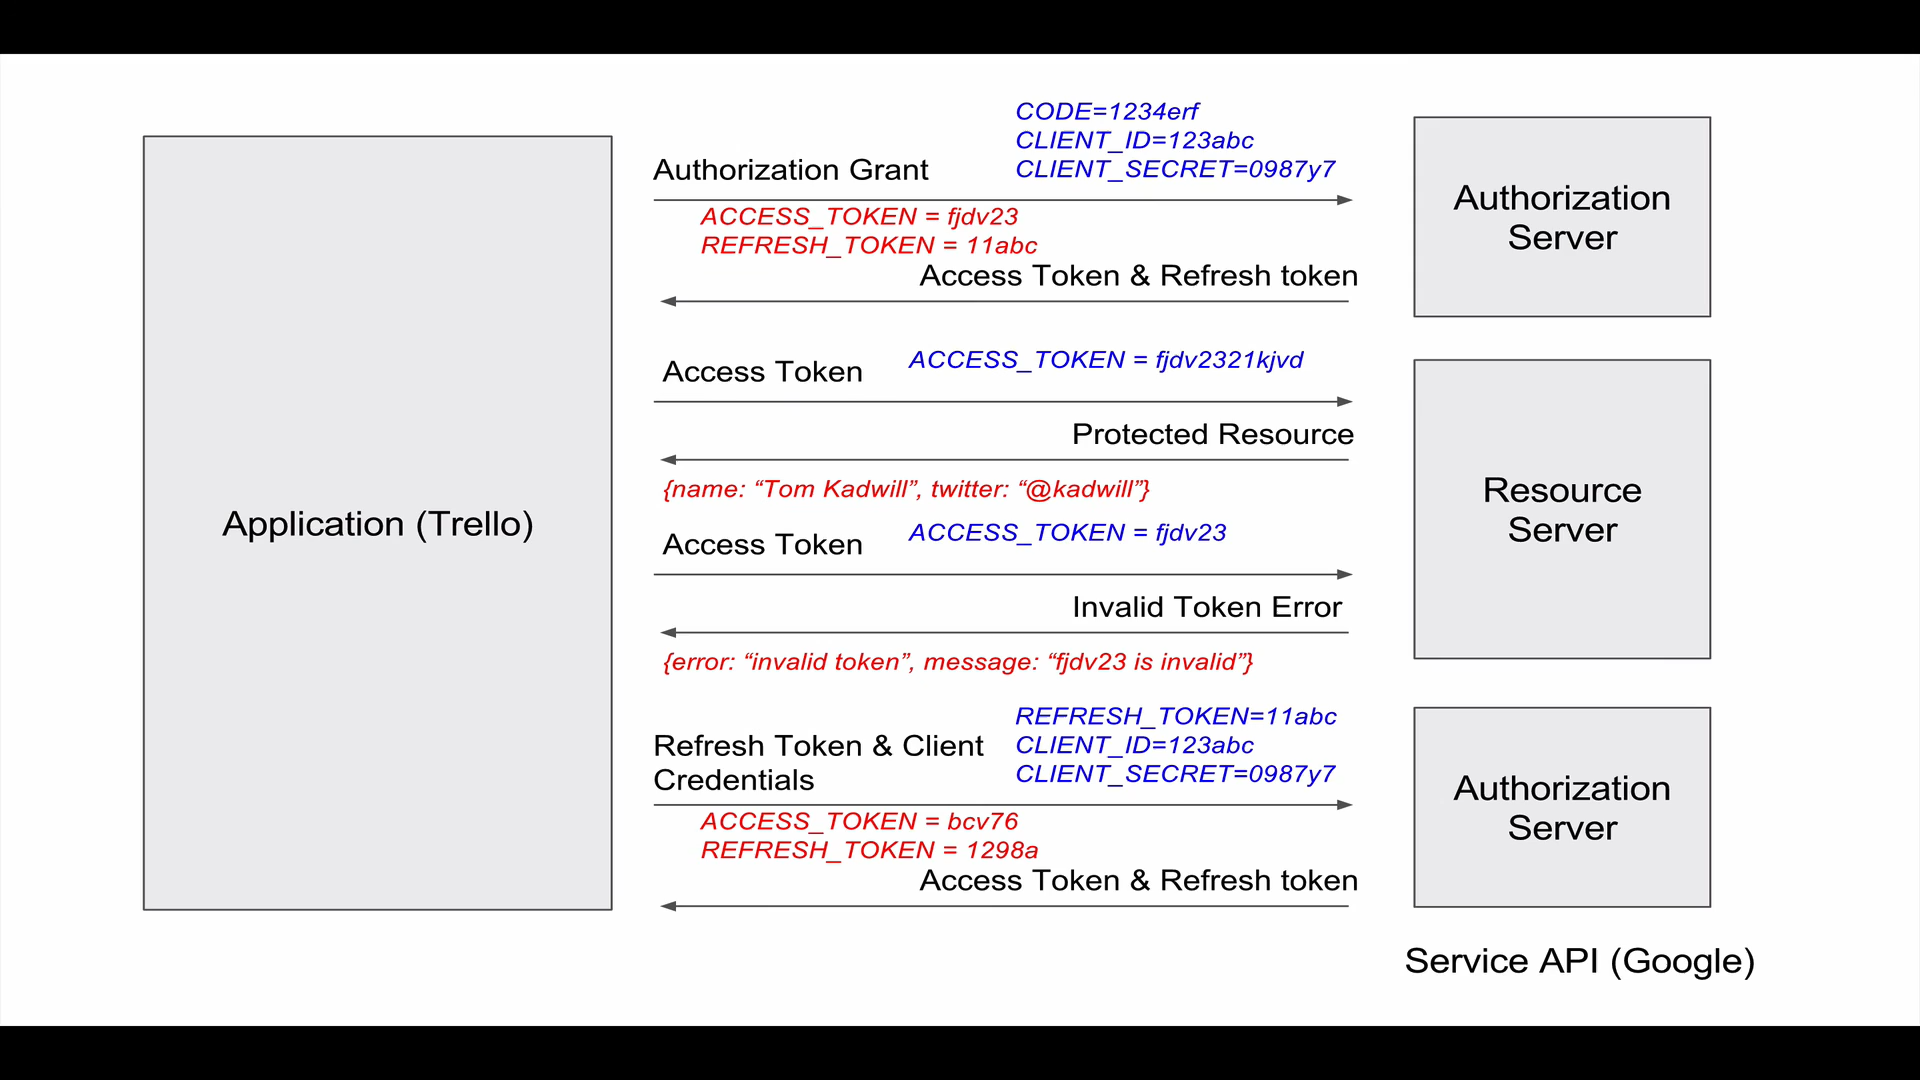 CODE=1234erf
CLIENT_ID=123abc
Authorization Grant
CLIENT_SECRET=0987y7
ACCESS_TOKEN = fjdv23
REFRESH_TOKEN = 11abc
Access Token & Refresh token
Authorization
Server
Access Token
ACCESS_TOKEN = fjdv2321kjvd
Protected Resource
{name: “Tom Kadwill”, twitter: “@kadwill”}
Application (Trello)
Resource
Server
Access Token
ACCESS_TOKEN = fjdv23
Invalid Token Error
{error: “invalid token”, message: “fjdv23 is invalid”}
REFRESH_TOKEN=11abc
Refresh Token & Client
Credentials
CLIENT_ID=123abc
CLIENT_SECRET=0987y7
ACCESS_TOKEN = bcv76
REFRESH_TOKEN = 1298a
Access Token & Refresh token
Authorization
Server
Service API (Google)